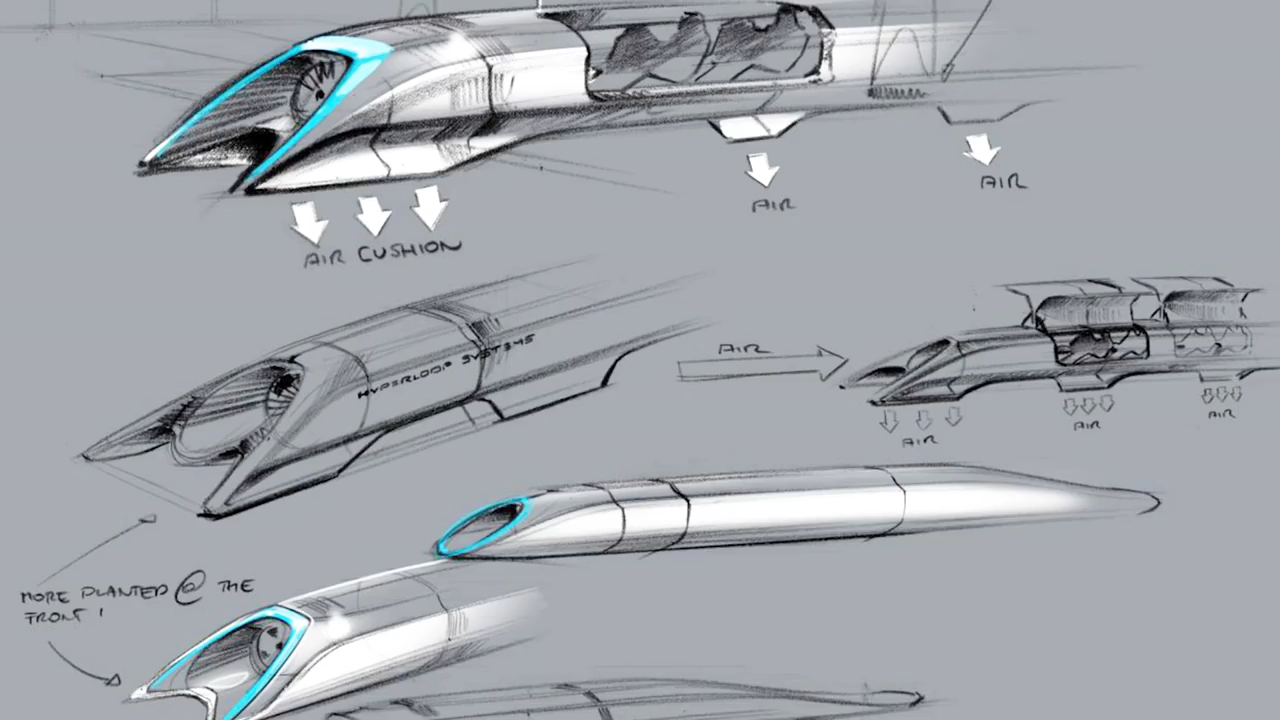 AIR
AIR
AIR CUSHION
HYPERLOOP SYSTEMS
AIR
AIR
AIR
AIR
MORE PLANTED @ THE
FRONT !